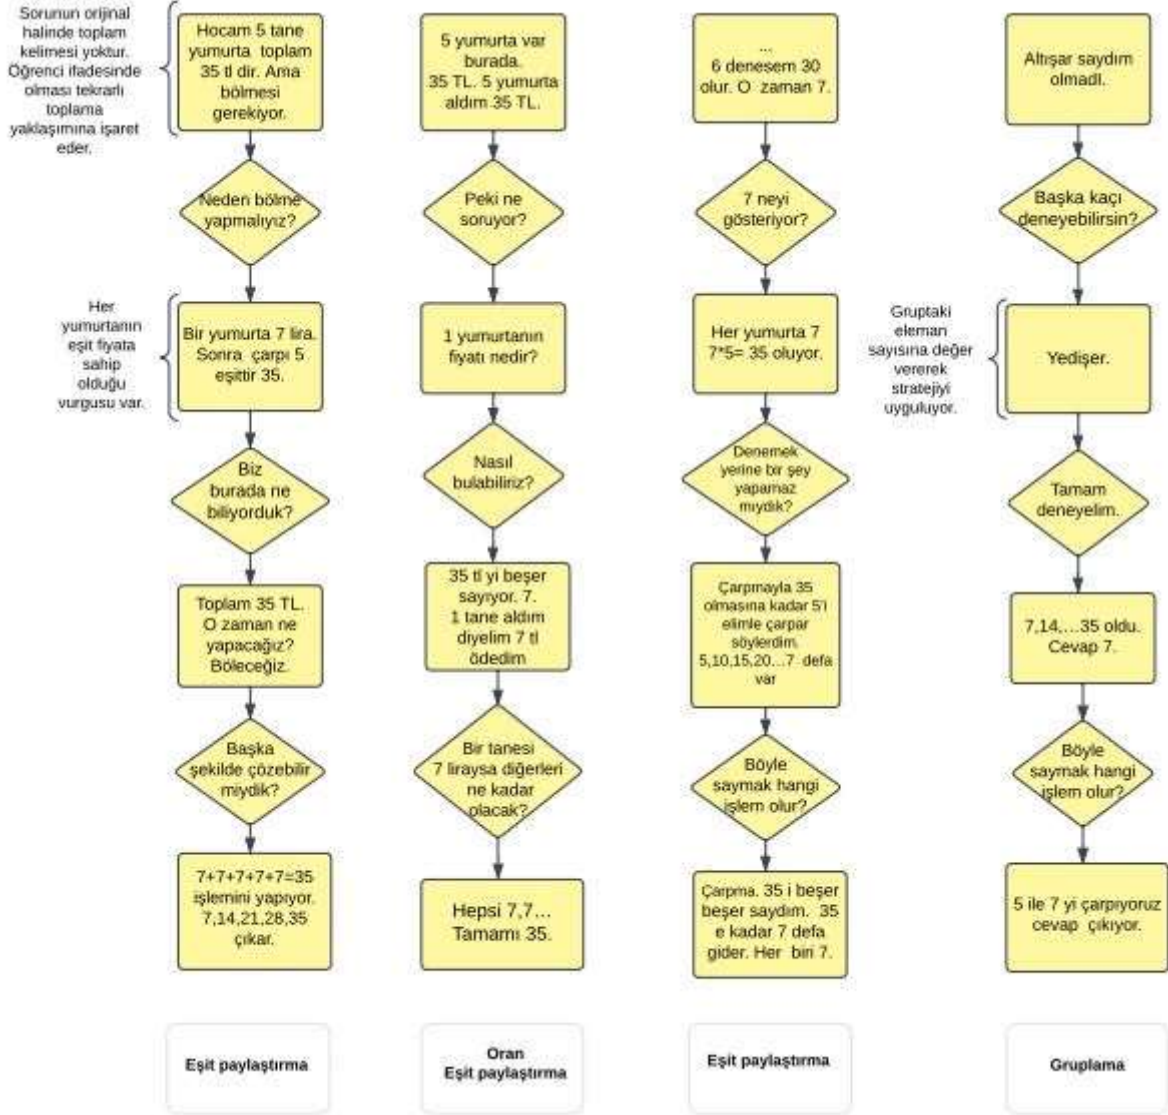 Sorunun orijinal
halinde toplam
kelimesi yoktur.
Öğrenci ifadesinde
olması tekrarlı
toplama
yaklaşımına işaret
eder.
Hocam 5 tane
yumurta toplam
35 tl dir. Ama
bölmesi
gerekiyor.
Neden bölme
yapmalıyız?
Her
yumurtanın
eşit fiyata
sahip
olduğu
vurgusu var.
Bir yumurta 7 lira.
Sonra çarpı 5
eşittir 35.
Biz
burada ne
biliyorduk?
Toplam 35 TL.
O zaman ne
yapacağız?
Böleceğiz.
Başka
şekilde çözebilir
miydik?
7+7+7+7+7=35
işlemini yapıyor.
7,14,21,28,35
çıkar.
Eşit paylaştırma
5 yumurta var
burada.
35 TL. 5 yumurta
aldım 35 TL.
Peki ne
soruyor?
1 yumurtanın
fiyatı nedir?
Nasıl
bulabiliriz?
35 tl yi beşer
sayıyor. 7.
1 tane aldım
diyelim 7 tl
ödedim
Bir tanesi
7 liraysa diğerleri
ne kadar
olacak?
Hepsi 7,7…
Tamamı 35.
Oran
Eşit paylaştırma
...
6 denesem 30
olur. O zaman 7.
7 neyi
gösteriyor?
Her yumurta 7
7*5= 35 oluyor.
Denemek
yerine bir şey
yapamaz
mıydık?
Çarpmayla 35
olmasına kadar 5'i
elimle çarpar
söylerdim.
5,10,15,20…7 defa
var
Böyle
saymak hangi
işlem olur?
Çarpma. 35 i beşer
beşer saydım. 35
e kadar 7 defa
gider. Her biri 7.
Eşit paylaştırma
Altışar saydım
olmadI.
Başka kaçı
deneyebilirsin?
Gruptaki
eleman
sayısına değer
vererek
stratejiyi
uyguluyor.
Yedişer.
Tamam
deneyelim.
7,14,…35 oldu.
Cevap 7.
Böyle
saymak hangi
işlem olur?
5 ile 7 yi çarpıyoruz
cevap çıkıyor.
Gruplama